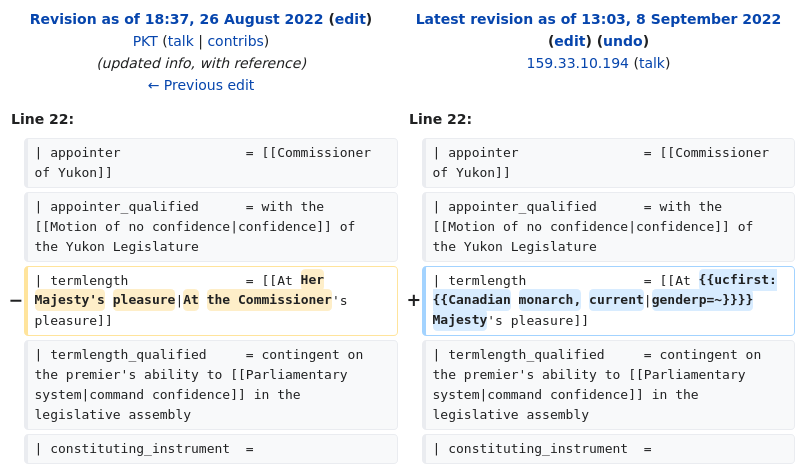 Revision as of 18:37, 26 August 2022 (edit)
PKT (talk | contribs)
(updated info, with reference)
← Previous edit
Line 22:
| appointer                = [[Commissioner
of Yukon]]
| appointer_qualified      = with the
[[Motion of no confidence|confidence]] of
the Yukon Legislature
− | termlength               = [[At Her
Majesty's pleasure|At the Commissioner's
pleasure]]
| termlength_qualified     = contingent on
the premier's ability to [[Parliamentary
system|command confidence]] in the
legislative assembly
| constituting_instrument  =
Latest revision as of 13:03, 8 September 2022
(edit) (undo)
159.33.10.194 (talk)
Line 22:
| appointer                = [[Commissioner
of Yukon]]
| appointer_qualified      = with the
[[Motion of no confidence|confidence]] of
the Yukon Legislature
+ | termlength               = [[At {{ucfirst:
{{Canadian monarch, current|genderp=~}}}}
Majesty's pleasure]]
| termlength_qualified     = contingent on
the premier's ability to [[Parliamentary
system|command confidence]] in the
legislative assembly
| constituting_instrument  =